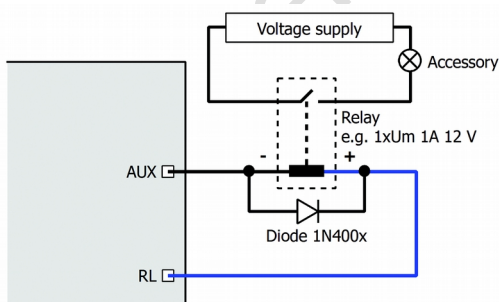 Voltage supply
Accessory
Relay
e.g. 1xUm 1A 12 V
- +
AUX
Diode 1N400x
RL